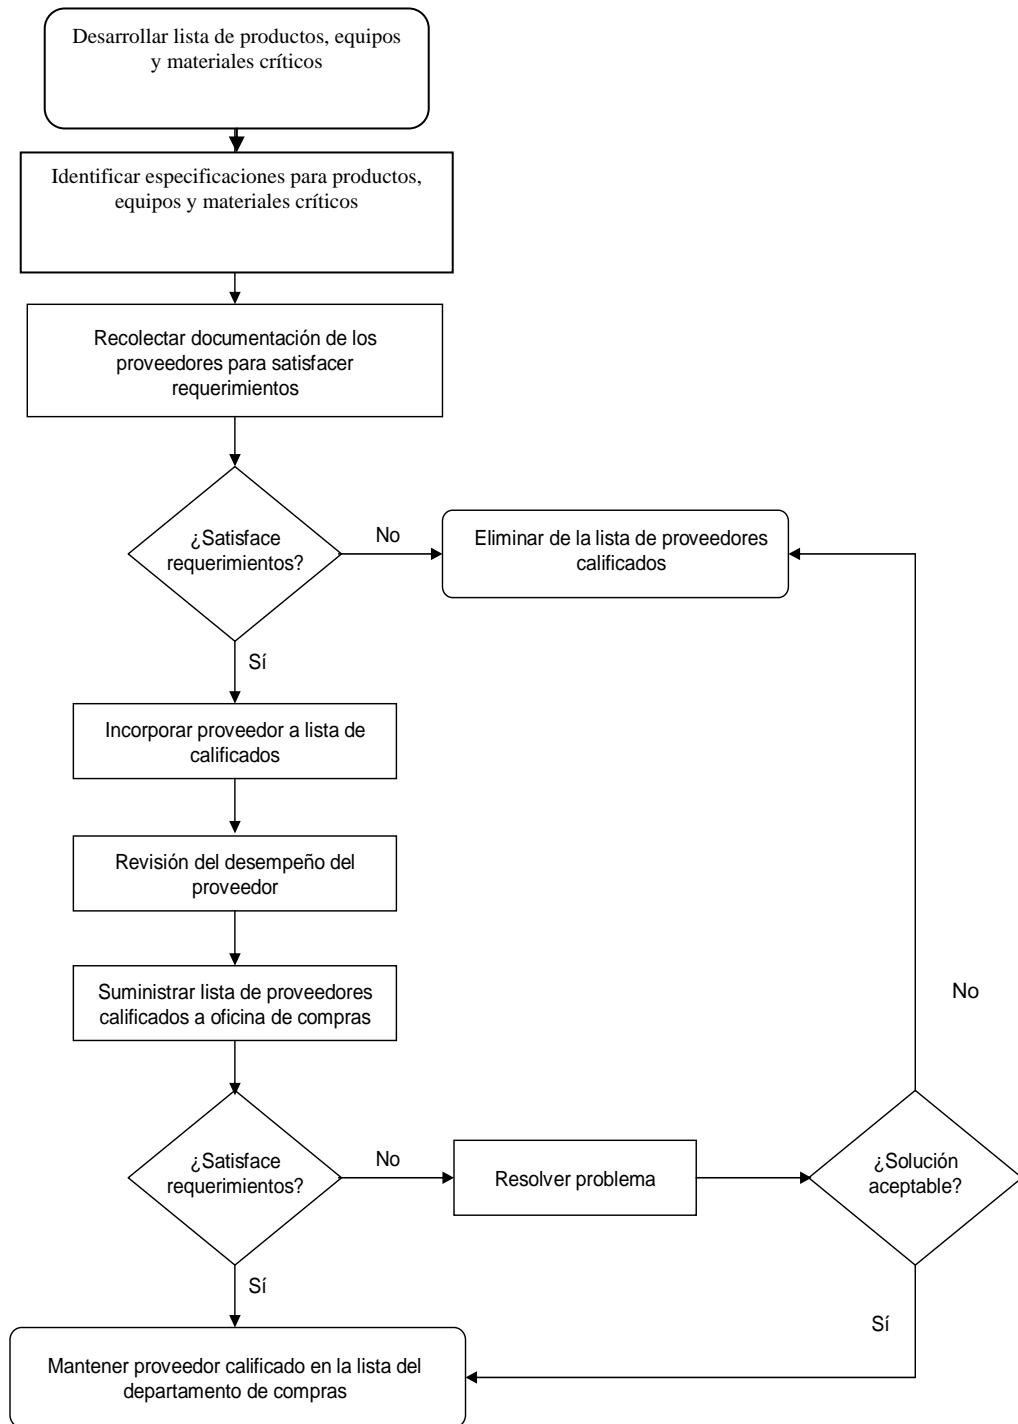 Desarrollar lista de productos, equipos
y materiales críticos
Identificar especificaciones para productos,
equipos y materiales críticos
Recolectar documentación de los
proveedores para satisfacer
requerimientos
¿Satisface
requerimientos?
No
Eliminar de la lista de proveedores
calificados
Sí
Incorporar proveedor a lista de
calificados
Revisión del desempeño del
proveedor
Suministrar lista de proveedores
calificados a oficina de compras
No
¿Satisface
requerimientos?
No
Resolver problema
¿Solución
aceptable?
Sí
Sí
Mantener proveedor calificado en la lista del
departamento de compras